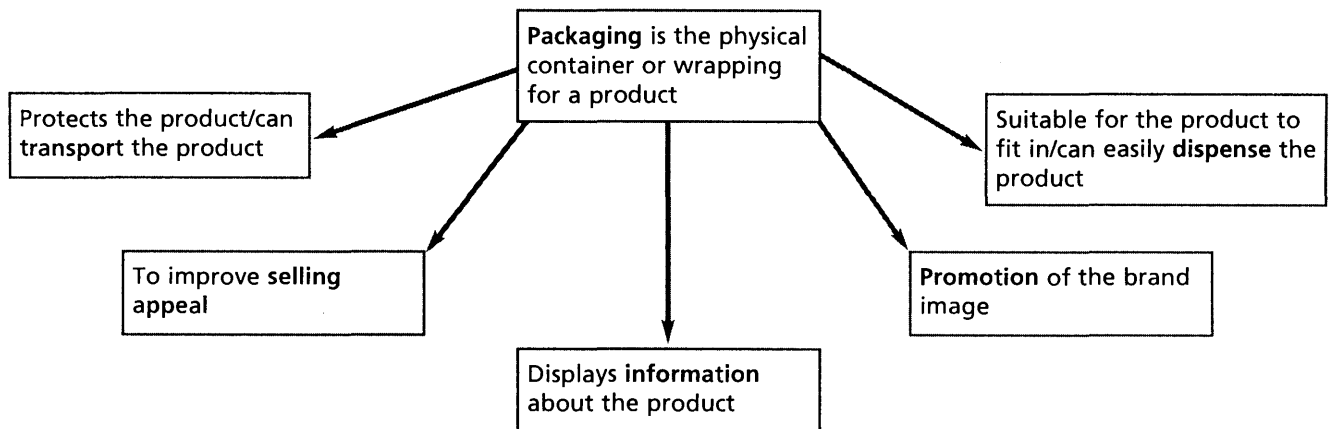 Packaging is the physical
container or wrapping
for a product
Protects the product/can
transport the product
Suitable for the product to
fit in/can easily dispense the
product
To improve selling
appeal
Promotion of the brand
image
Displays information
about the product